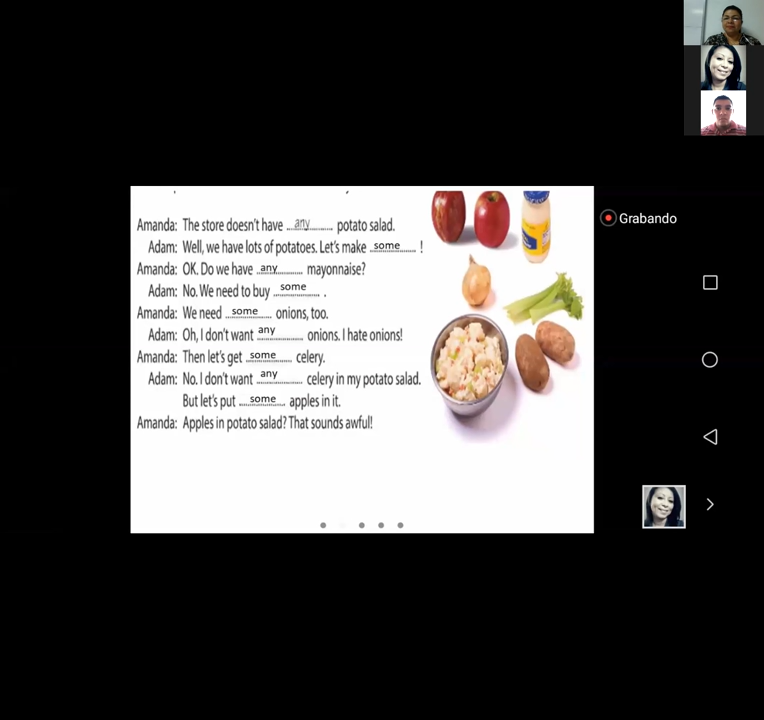 Amanda: The store doesn't have any potato salad.
Adam: Well, we have lots of potatoes. Let's make some !
Amanda: OK. Do we have any mayonnaise?
Adam: No. We need to buy some .
Amanda: We need some onions, too.
Adam: Oh, I don't want any onions. I hate onions!
Amanda: Then let's get some celery.
Adam: No. I don't want any celery in my potato salad.
But let's put some apples in it.
Amanda: Apples in potato salad? That sounds awful!
Grabando